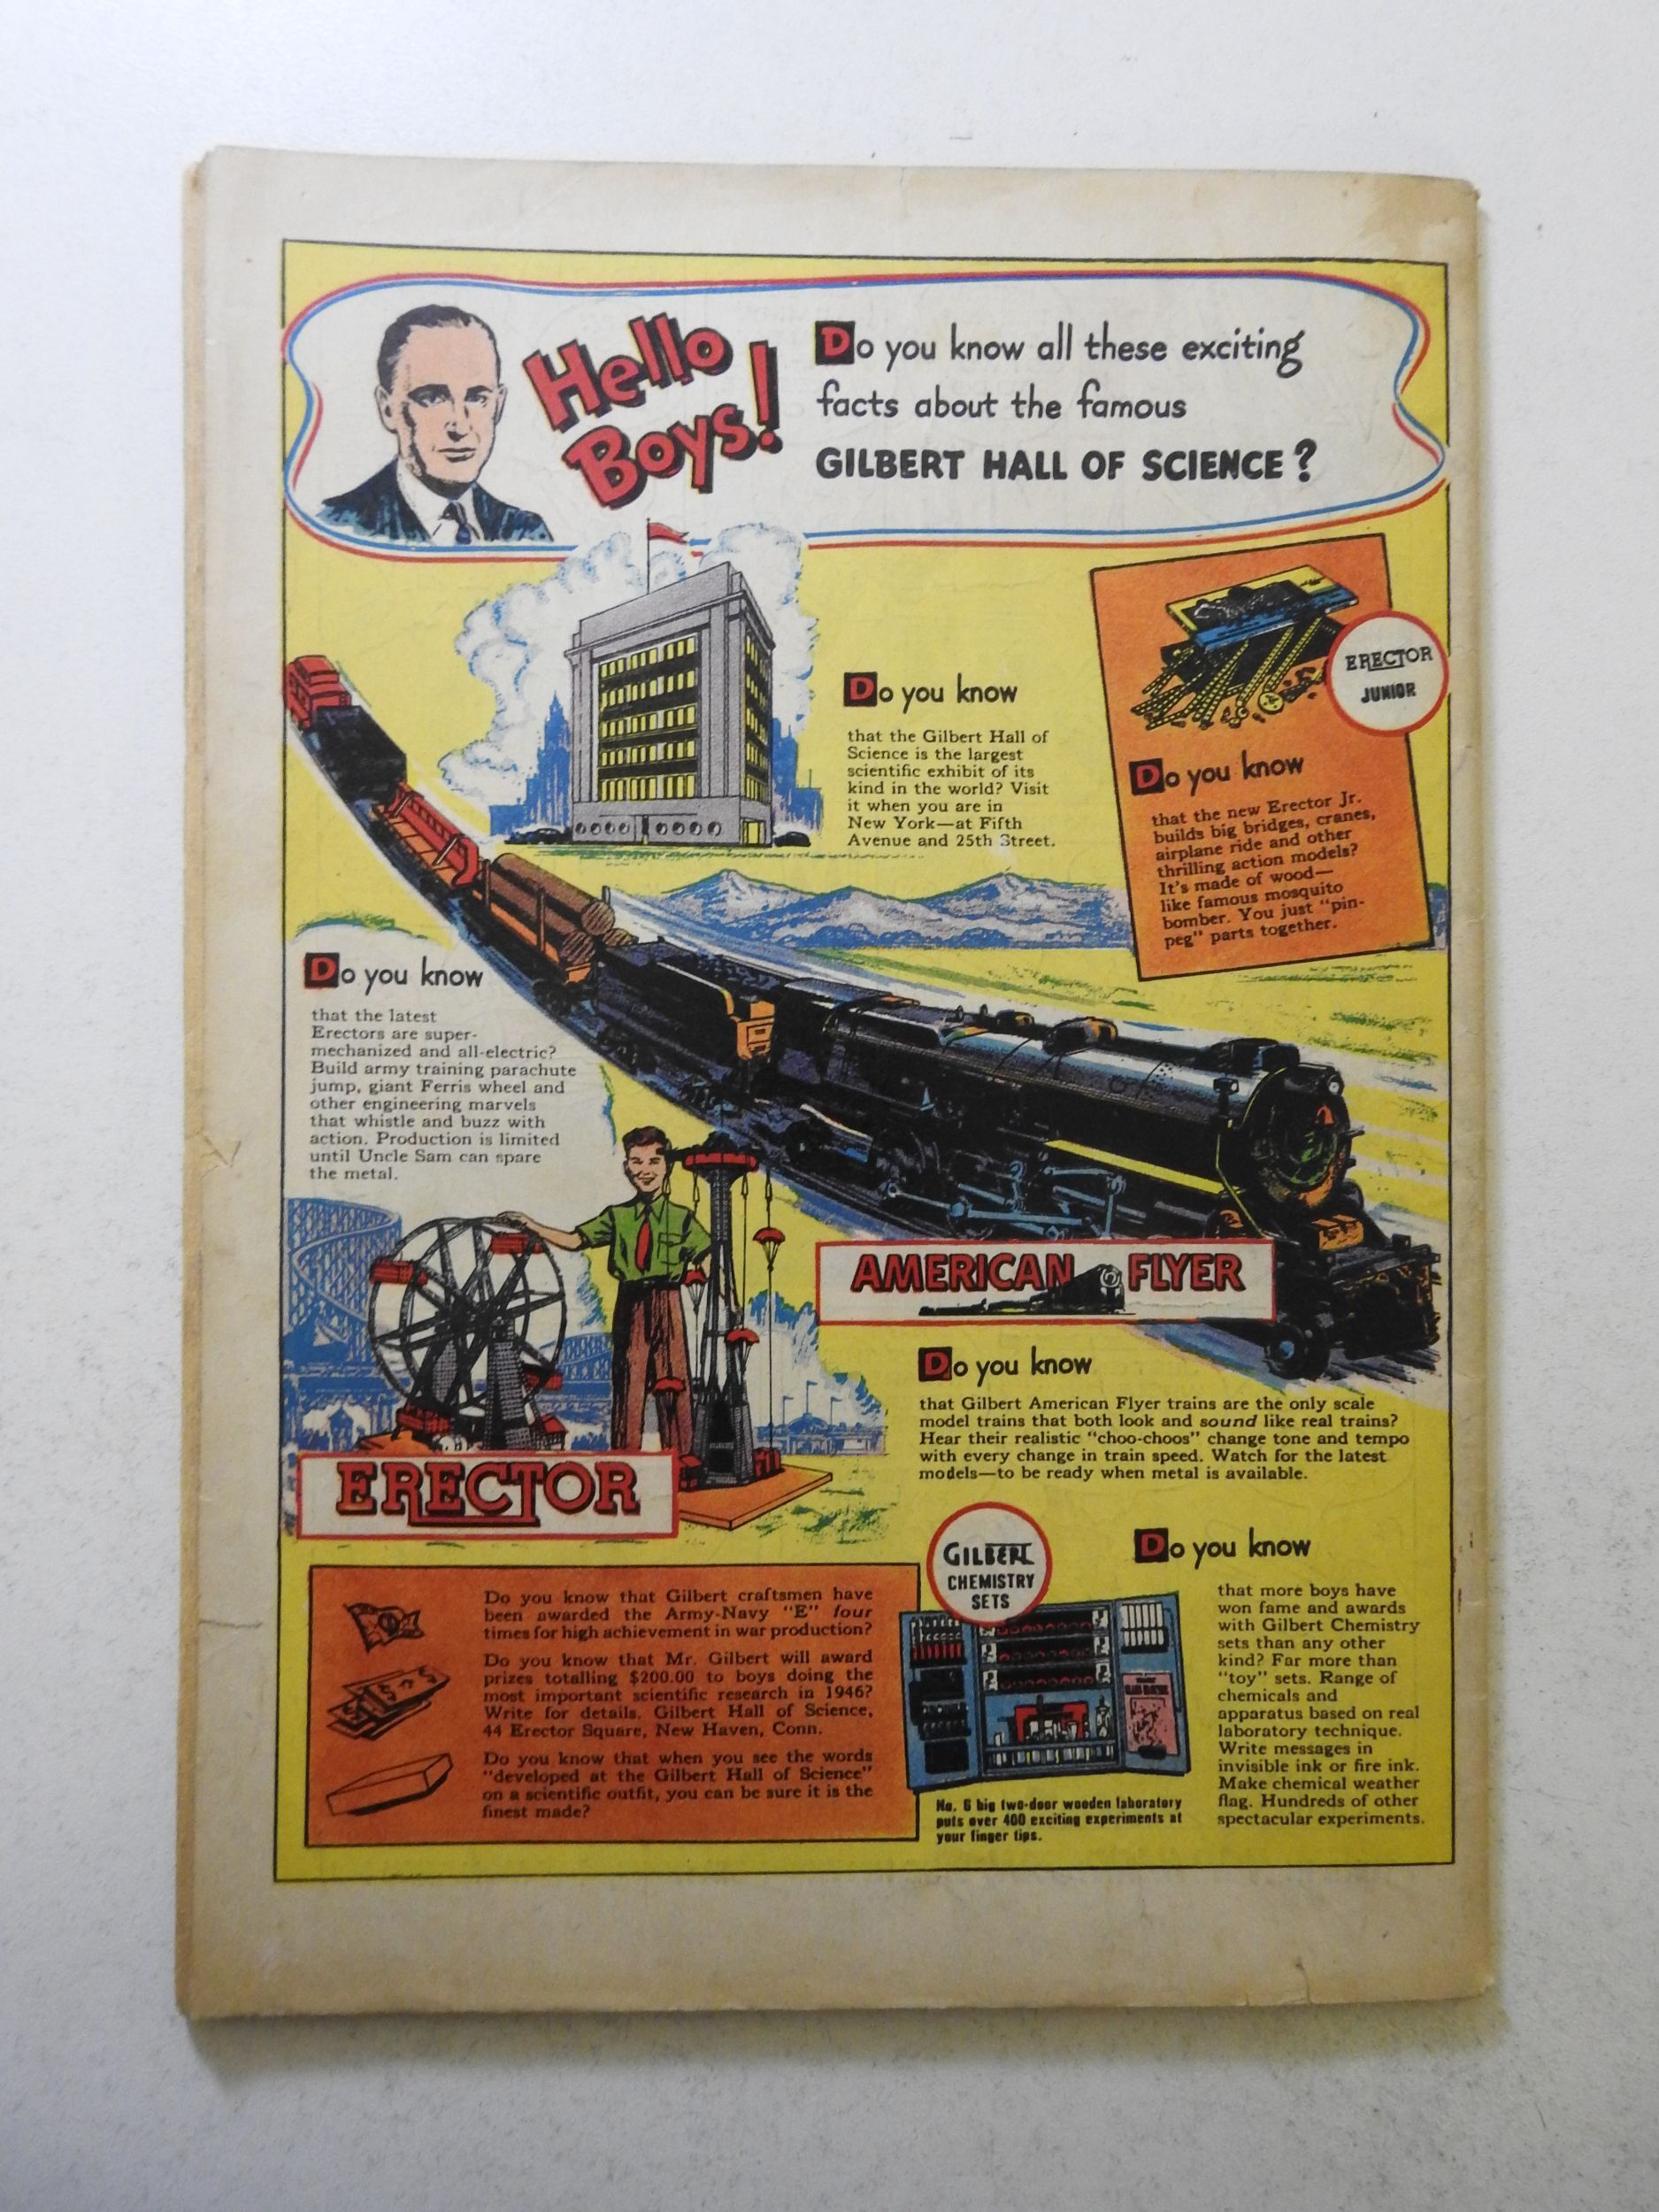 Hello
Boys!
Do you know all these exciting
facts about the famous
GILBERT HALL OF SCIENCE?
Do you know
that the Gilbert Hall of
Science is the largest
scientific exhibit of its
kind in the world? Visit
it when you are in
New York—at Fifth
Avenue and 25th Street.
ERECTOR
JUNIOR
Do you know
that the new Erector Jr.
builds big bridges, cranes,
airplane ride and other
thrilling action models?
It's made of wood—
like famous mosquito
bomber. You just "pin-
peg" parts together.
Do you know
that the latest
Erectors are super-
mechanized and all-electric?
Build army training parachute
jump, giant Ferris wheel and
other engineering marvels
that whistle and buzz with
action. Production is limited
until Uncle Sam can spare
the metal.
AMERICAN FLYER
Do you know
that Gilbert American Flyer trains are the only scale
model trains that both look and sound like real trains?
Hear their realistic "choo-choos" change tone and tempo
with every change in train speed. Watch for the latest
models—to be ready when metal is available.
ERECTOR
Do you know that Gilbert craftsmen have
been awarded the Army-Navy "E" four
times for high achievement in war production?
Do you know that Mr. Gilbert will award
prizes totalling $200.00 to boys doing the
most important scientific research in 1946?
Write for details. Gilbert Hall of Science,
44 Erector Square, New Haven, Conn.
Do you know that when you see the words
"developed at the Gilbert Hall of Science"
on a scientific outfit, you can be sure it is the
finest made?
GILBERT
CHEMISTRY
SETS
No. 6 big two-door wooden laboratory
puts over 400 exciting experiments at
your finger tips.
Do you know
that more boys have
won fame and awards
with Gilbert Chemistry
sets than any other
kind? Far more than
"toy" sets. Range of
chemicals and
apparatus based on real
laboratory technique.
Write messages in
invisible ink or fire ink.
Make chemical weather
flag. Hundreds of other
spectacular experiments.